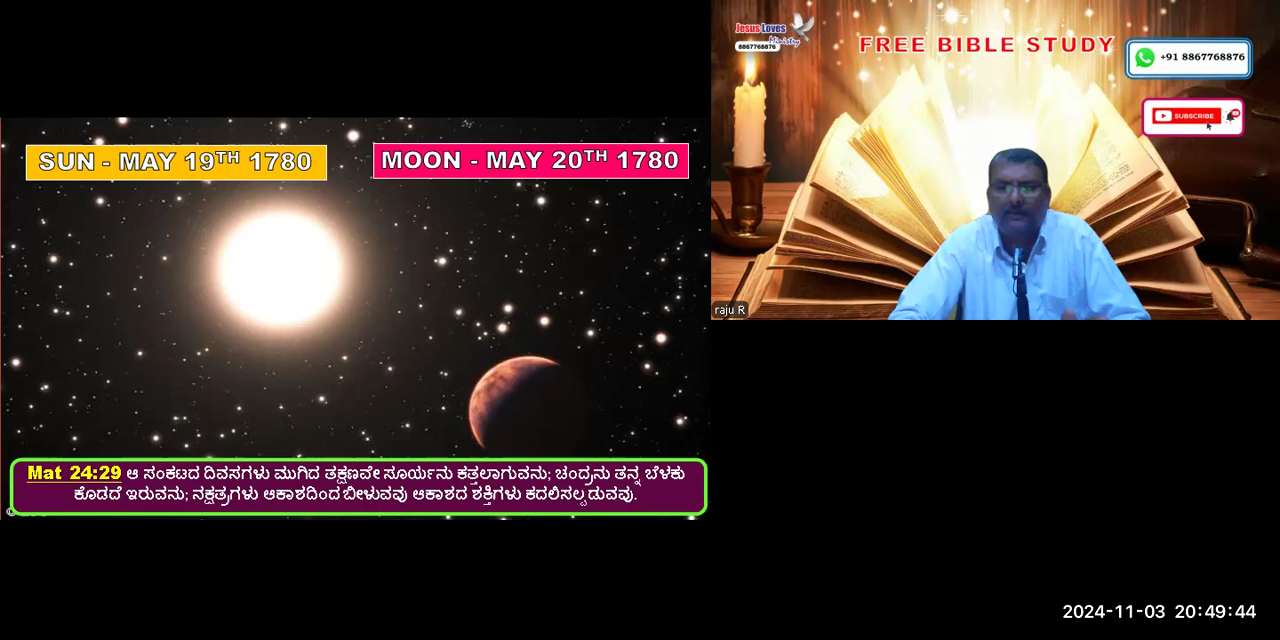 SUN - MAY 19TH 1780
MOON - MAY 20TH 1780
Mat 24:29 ಆ ಸಂಕಟದ ದಿವಸಗಳು ಮುಗಿದ ತಕ್ಷಣವೇ ಸೂರ್ಯನು ಕತ್ತಲಾಗುವನು; ಚಂದ್ರನು ತನ್ನ ಬೆಳಕು
ಕೊಡದೆ ಇರುವನು; ನಕ್ಷತ್ರಗಳು ಆಕಾಶದಿಂದ ಬೀಳುವವು ಆಕಾಶದ ಶಕ್ತಿಗಳು ಕದಲಿಸಲ್ಪಡುವವು.
Jesus Loves
Ministry
8867768876
FREE BIBLE STUDY
+91 8867768876
SUBSCRIBE
raju R
2024-11-03 20:49:44